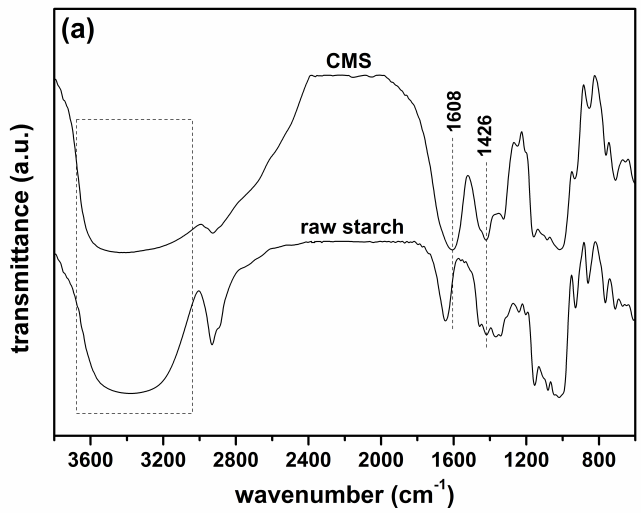 (a)
CMS
1608
1426
raw starch
transmittance (a.u.)
3600 3200 2800 2400 2000 1600 1200 800
wavenumber (cm⁻¹)